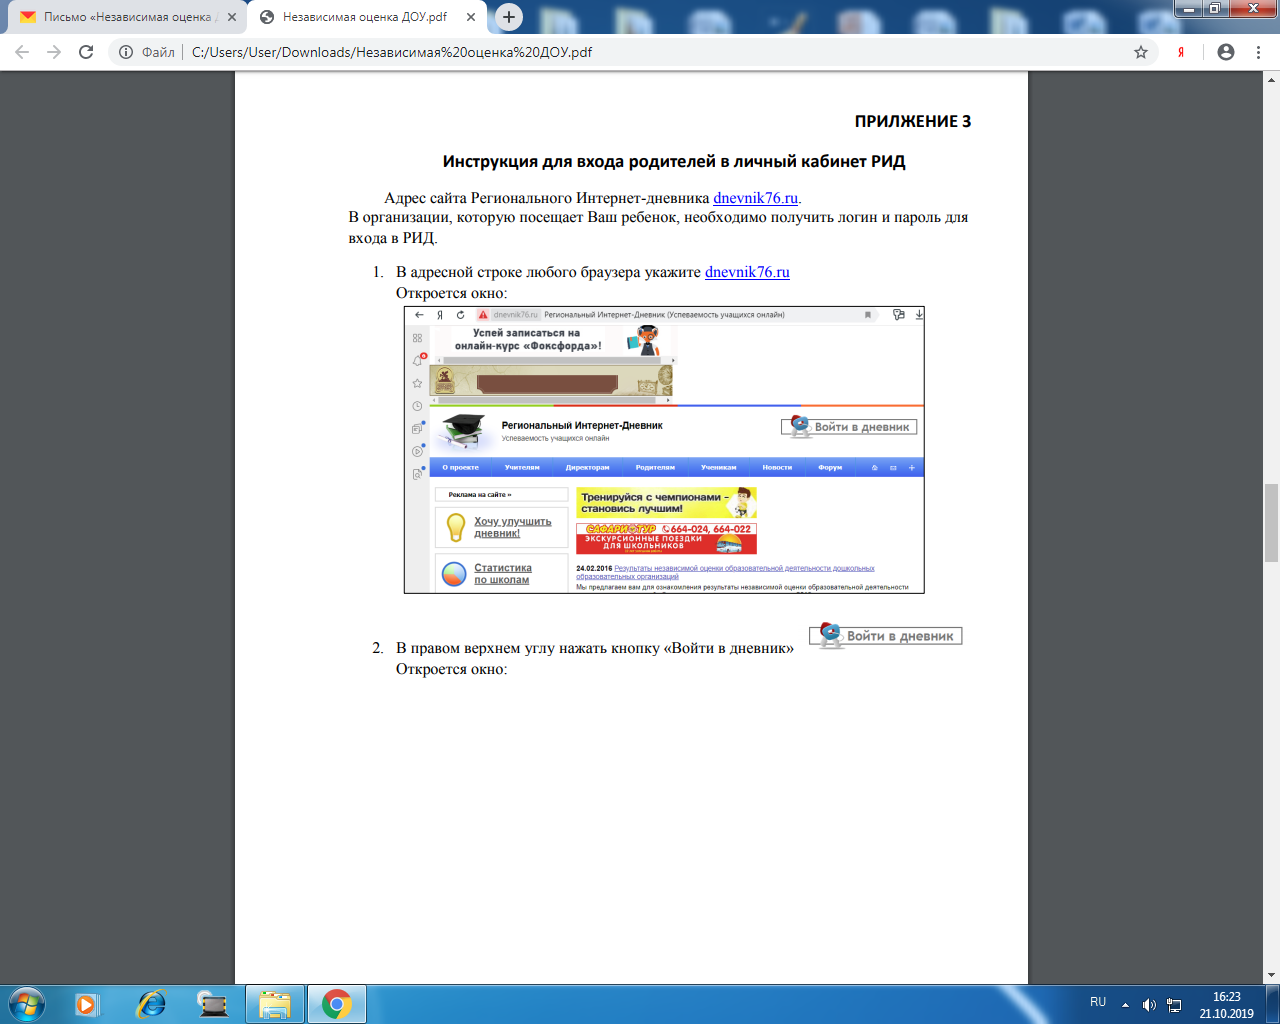 Письмо «Независимая оценка
Независимая оценка ДОУ.pdf
Файл
C:/Users/User/Downloads/Независимая%20оценка%20ДОУ.pdf
Я
ПРИЛЖЕНИЕ 3
Инструкция для входа родителей в личный кабинет РИД
Адрес сайта Регионального Интернет-дневника dnevnik76.ru.
В организации, которую посещает Ваш ребенок, необходимо получить логин и пароль для
входа в РИД.
1. В адресной строке любого браузера укажите dnevnik76.ru
Откроется окно:
Я dnevnik76.ru Региональный Интернет-Дневник (Успеваемость учащихся онлайн)
Успей записаться на
онлайн-курс «Фоксфорда»!
Региональный Интернет-Дневник
Успеваемость учащихся онлайн
Войти в дневник
О проекте Учителям Директорам Родителям Ученикам Новости Форум
Реклама на сайте »
Хочу улучшить
дневник!
Статистика
по школам
Тренируйся с чемпионами –
становись лучшим!
САФАРИ ТУР 664-024, 664-022
ЭКСКУРСИОННЫЕ ПОЕЗДКИ
ДЛЯ ШКОЛЬНИКОВ
24.02.2016 Результаты независимой оценки образовательной деятельности дошкольных
образовательных организаций
Мы предлагаем вам для ознакомления результаты независимой оценки образовательной деятельности
2. В правом верхнем углу нажать кнопку «Войти в дневник»
Войти в дневник
Откроется окно:
RU
16:23
21.10.2019